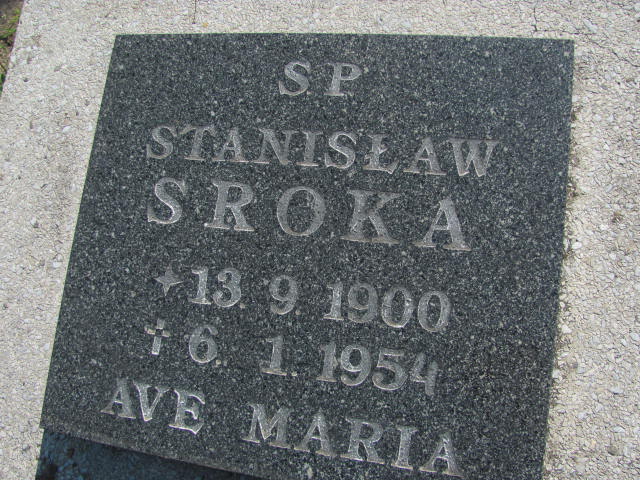 SP
STANISŁAW
SROKA
★ 13. 9. 1900
✝ 6. 1. 1954
AVE MARIA